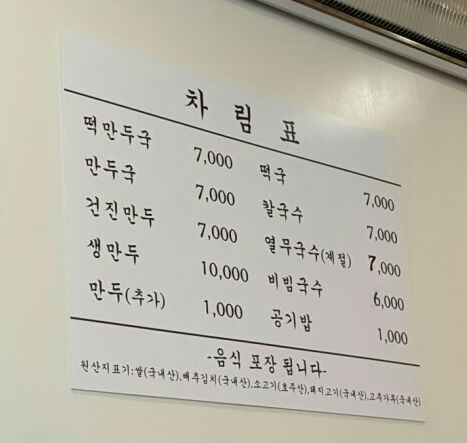 차 림 표
떡만두국 7,000 떡국 7,000
만두국 7,000 칼국수 7,000
건진만두 7,000 열무국수(계절) 7,000
생만두 10,000 비빔국수 6,000
만두(추가) 1,000 공기밥 1,000
-음식 포장 됩니다-
원산지표기:쌀(국내산),배추김치(국내산),소고기(호주산),돼지고기(국내산),고추가루(국내산)